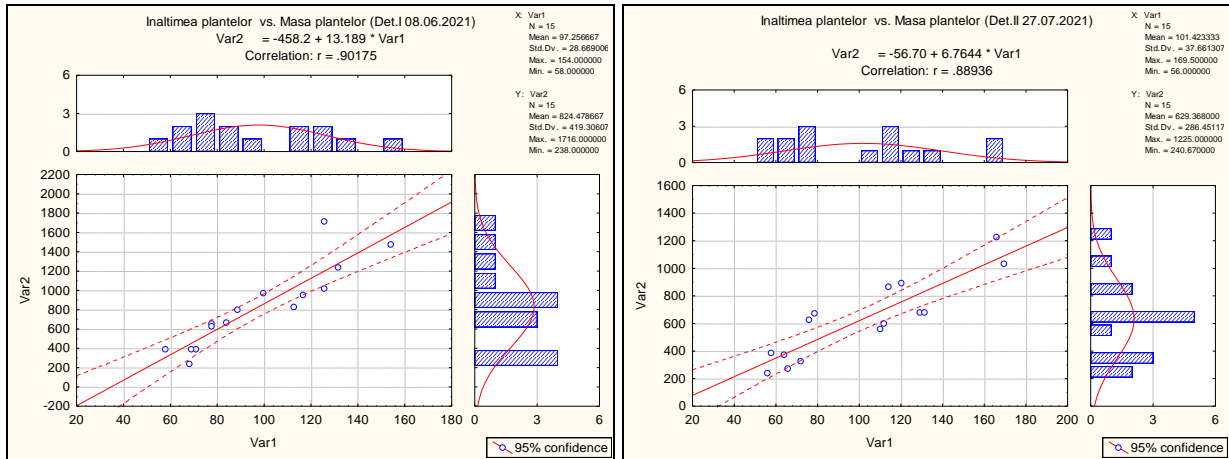 Inaltimea plantelor vs. Masa plantelor (Det.I 08.06.2021)
Var2 = -458.2 + 13.189 * Var1
Correlation: r = .90175
X: Var1
N = 15
Mean = 97.256667
Std.Dv. = 28.669006
Max. = 154.000000
Min. = 58.000000
Y: Var2
N = 15
Mean = 824.478667
Std.Dv. = 419.30607
Max. = 1716.000000
Min. = 238.000000
6
3
0
2200
2000
1800
1600
1400
1200
1000
800
600
400
200
0
-200
Var2
20 40 60 80 100 120 140 160 180
Var1
0 3 6
95% confidence
Inaltimea plantelor vs. Masa plantelor (Det.II 27.07.2021)
Var2 = -56.70 + 6.7644 * Var1
Correlation: r = .88936
X: Var1
N = 15
Mean = 101.423333
Std.Dv. = 37.661307
Max. = 169.500000
Min. = 56.000000
Y: Var2
N = 15
Mean = 629.368000
Std.Dv. = 286.45117
Max. = 1225.000000
Min. = 240.670000
6
3
0
1600
1400
1200
1000
800
600
400
200
0
Var2
20 40 60 80 100 120 140 160 180 200
Var1
0 3 6
95% confidence